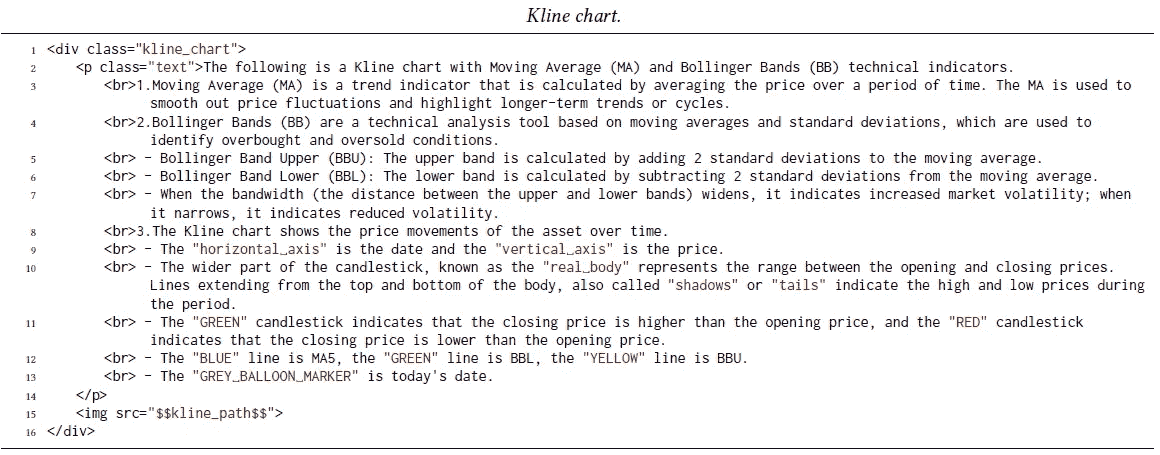 Kline chart.
1 <div class="kline_chart">
2 <p class="text">The following is a Kline chart with Moving Average (MA) and Bollinger Bands (BB) technical indicators.
3 <br>1.Moving Average (MA) is a trend indicator that is calculated by averaging the price over a period of time. The MA is used to
smooth out price fluctuations and highlight longer-term trends or cycles.
4 <br>2.Bollinger Bands (BB) are a technical analysis tool based on moving averages and standard deviations, which are used to
identify overbought and oversold conditions.
5 <br> - Bollinger Band Upper (BBU): The upper band is calculated by adding 2 standard deviations to the moving average.
6 <br> - Bollinger Band Lower (BBL): The lower band is calculated by subtracting 2 standard deviations from the moving average.
7 <br> - When the bandwidth (the distance between the upper and lower bands) widens, it indicates increased market volatility; when
it narrows, it indicates reduced volatility.
8 <br>3.The Kline chart shows the price movements of the asset over time.
9 <br> - The "horizontal_axis" is the date and the "vertical_axis" is the price.
10 <br> - The wider part of the candlestick, known as the "real_body" represents the range between the opening and closing prices.
Lines extending from the top and bottom of the body, also called "shadows" or "tails" indicate the high and low prices during
the period.
11 <br> - The "GREEN" candlestick indicates that the closing price is higher than the opening price, and the "RED" candlestick
indicates that the closing price is lower than the opening price.
12 <br> - The "BLUE" line is MA5, the "GREEN" line is BBL, the "YELLOW" line is BBU.
13 <br> - The "GREY_BALLOON_MARKER" is today's date.
14 </p>
15 <img src="$$kline_path$$">
16 </div>